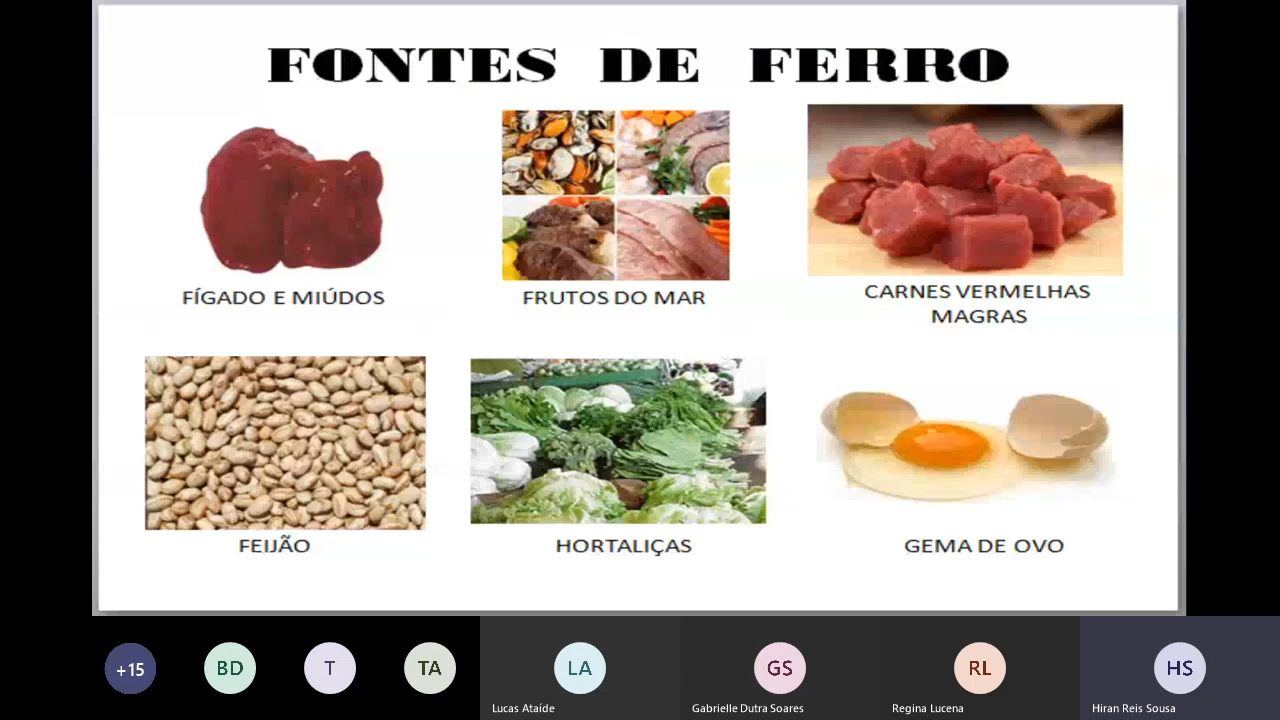 FONTES DE FERRO
FÍGADO E MIÚDOS
FRUTOS DO MAR
CARNES VERMELHAS
MAGRAS
FEIJÃO
HORTALIÇAS
GEMA DE OVO
+15
BD
T
TA
LA
Lucas Ataíde
GS
Gabrielle Dutra Soares
RL
Regina Lucena
HS
Hiran Reis Sousa